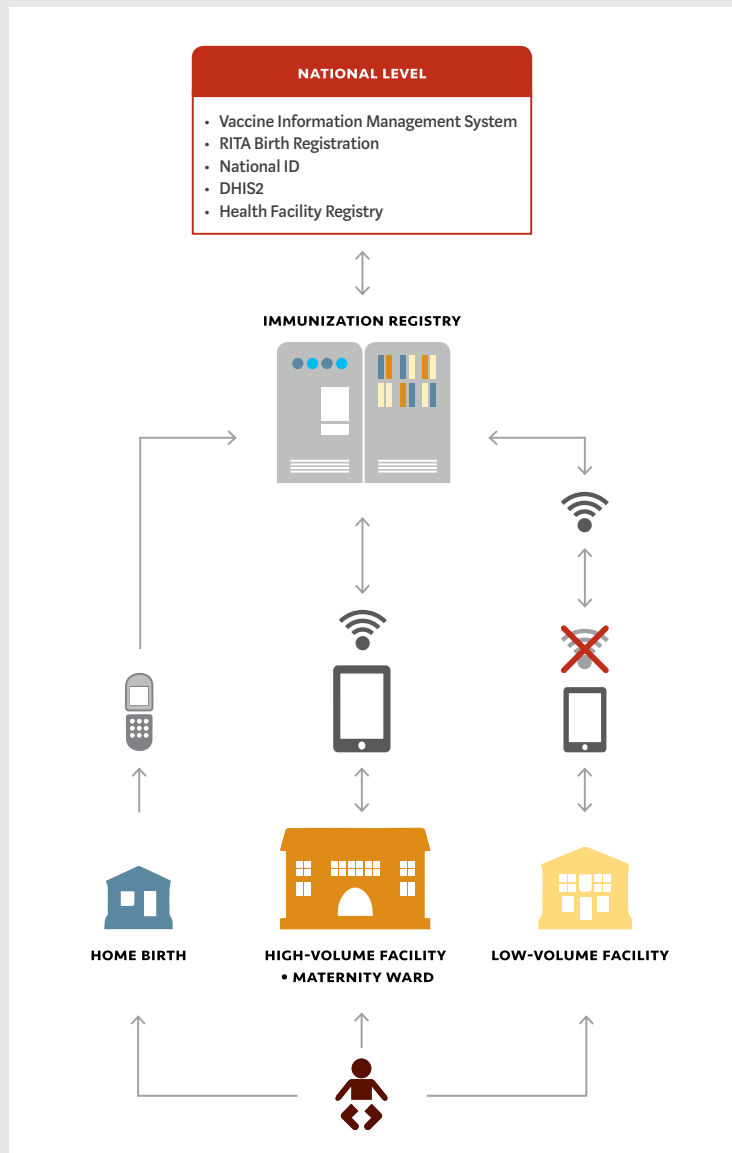 NATIONAL LEVEL
• Vaccine Information Management System
• RITA Birth Registration
• National ID
• DHIS2
• Health Facility Registry
IMMUNIZATION REGISTRY
HOME BIRTH
HIGH-VOLUME FACILITY
• MATERNITY WARD
LOW-VOLUME FACILITY